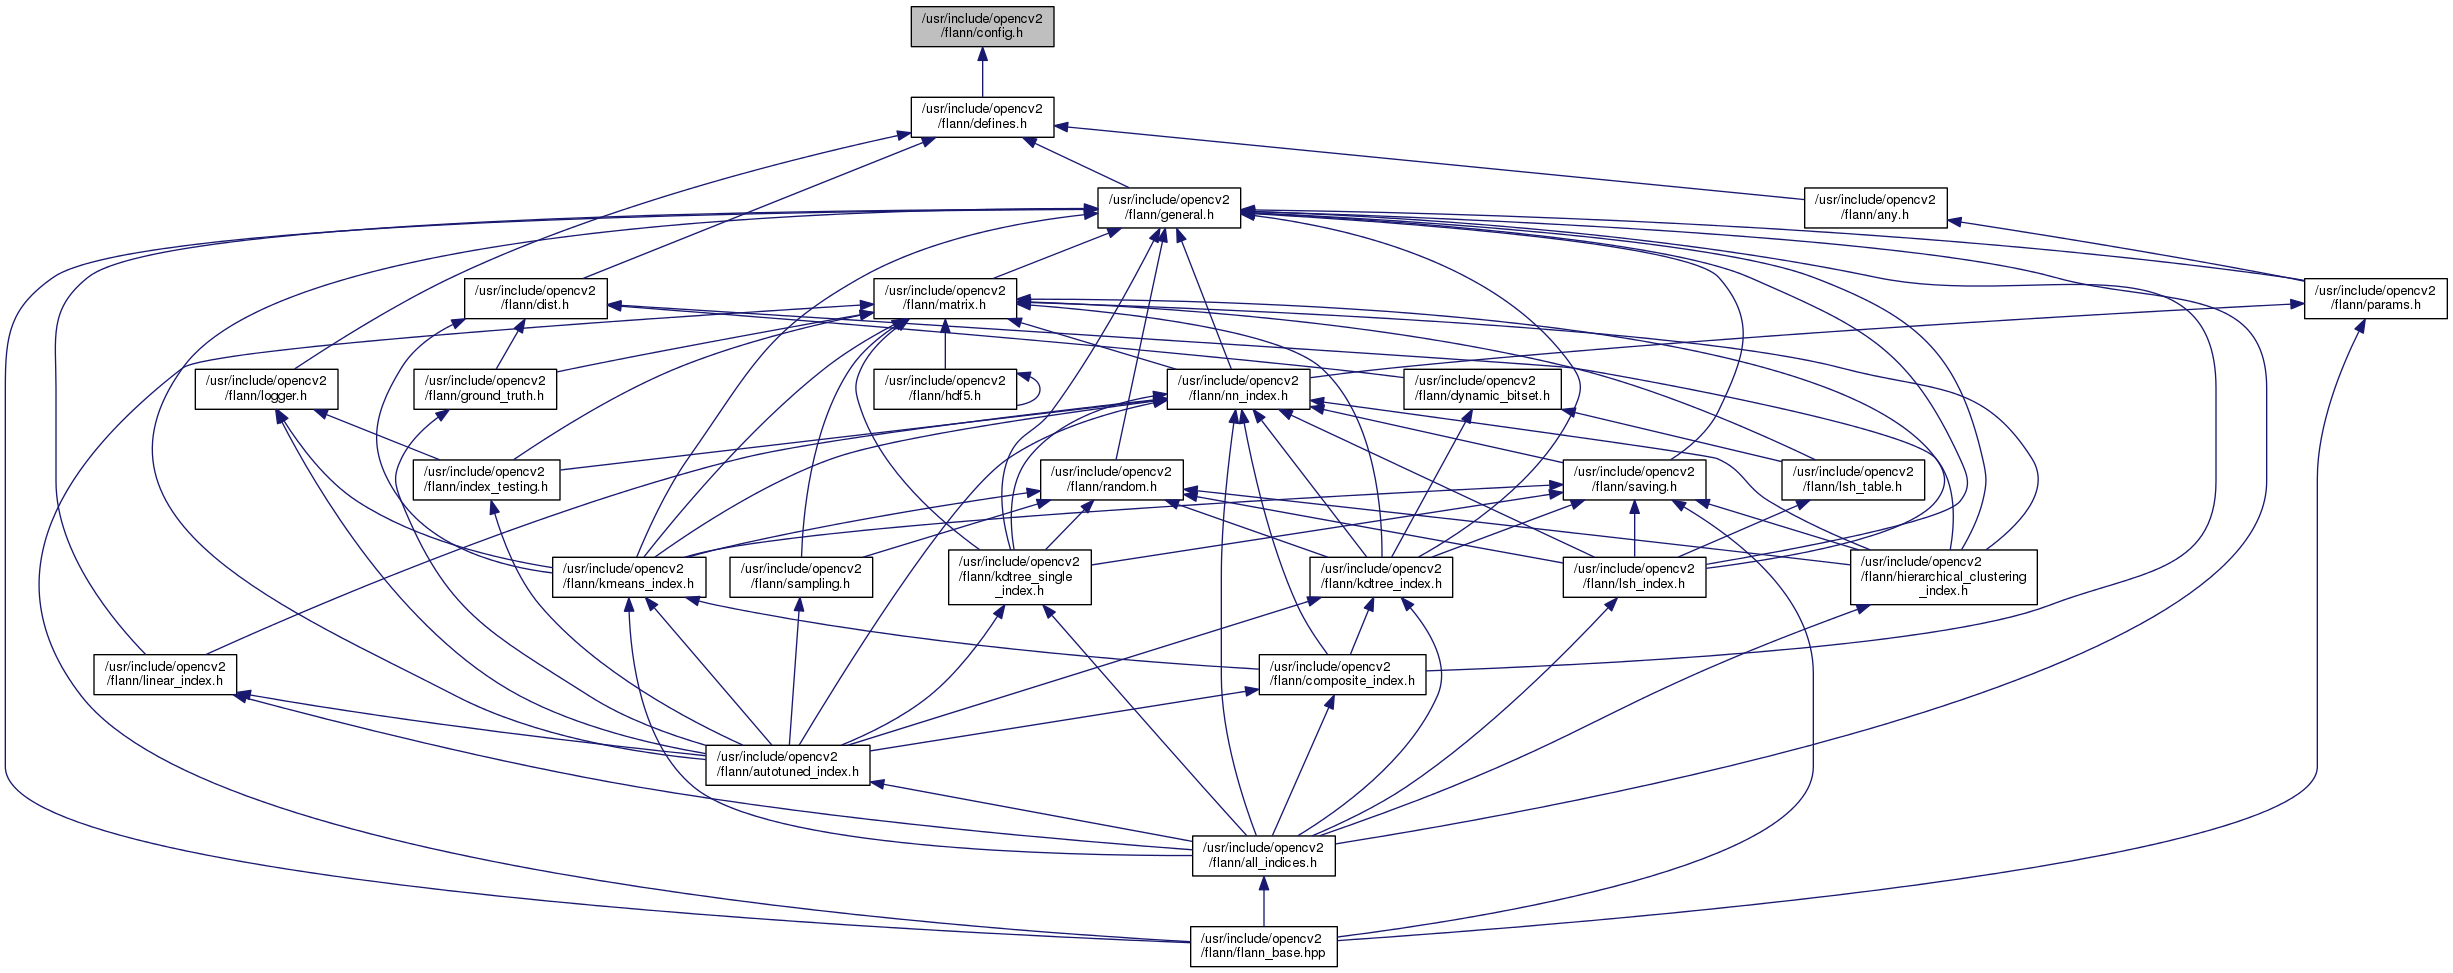 /usr/include/opencv2
/flann/config.h
/usr/include/opencv2
/flann/defines.h
/usr/include/opencv2
/flann/general.h
/usr/include/opencv2
/flann/any.h
/usr/include/opencv2
/flann/dist.h
/usr/include/opencv2
/flann/matrix.h
/usr/include/opencv2
/flann/params.h
/usr/include/opencv2
/flann/logger.h
/usr/include/opencv2
/flann/ground_truth.h
/usr/include/opencv2
/flann/hdf5.h
/usr/include/opencv2
/flann/nn_index.h
/usr/include/opencv2
/flann/dynamic_bitset.h
/usr/include/opencv2
/flann/index_testing.h
/usr/include/opencv2
/flann/random.h
/usr/include/opencv2
/flann/saving.h
/usr/include/opencv2
/flann/lsh_table.h
/usr/include/opencv2
/flann/kmeans_index.h
/usr/include/opencv2
/flann/sampling.h
/usr/include/opencv2
/flann/kdtree_single
_index.h
/usr/include/opencv2
/flann/kdtree_index.h
/usr/include/opencv2
/flann/lsh_index.h
/usr/include/opencv2
/flann/hierarchical_clustering
_index.h
/usr/include/opencv2
/flann/linear_index.h
/usr/include/opencv2
/flann/composite_index.h
/usr/include/opencv2
/flann/autotuned_index.h
/usr/include/opencv2
/flann/all_indices.h
/usr/include/opencv2
/flann/flann_base.hpp